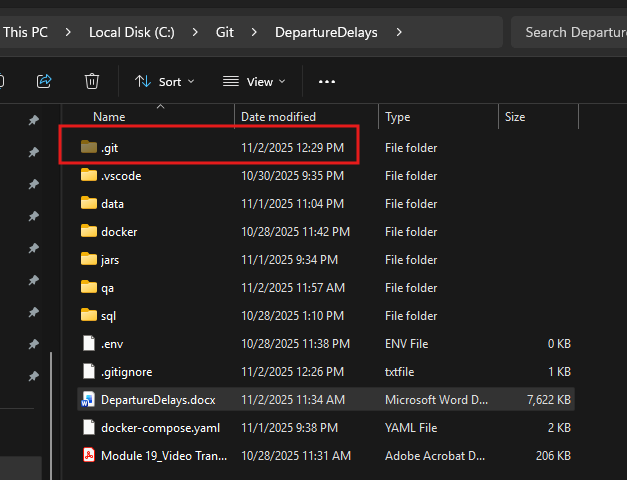 This PC > Local Disk (C:) > Git > DepartureDelays > Search Departur
Sort View ...
Name Date modified Type Size
.git 11/2/2025 12:29 PM File folder
.vscode 10/30/2025 9:35 PM File folder
data 11/1/2025 11:04 PM File folder
docker 10/28/2025 11:42 PM File folder
jars 11/1/2025 9:34 PM File folder
qa 11/2/2025 11:57 AM File folder
sql 10/28/2025 1:10 PM File folder
.env 10/28/2025 11:38 PM ENV File 0 KB
.gitignore 11/2/2025 12:26 PM txtfile 1 KB
DepartureDelays.docx 11/2/2025 11:34 AM Microsoft Word D... 7,622 KB
docker-compose.yaml 11/1/2025 9:38 PM YAML File 2 KB
Module 19_Video Tran... 10/28/2025 11:31 AM Adobe Acrobat D... 206 KB